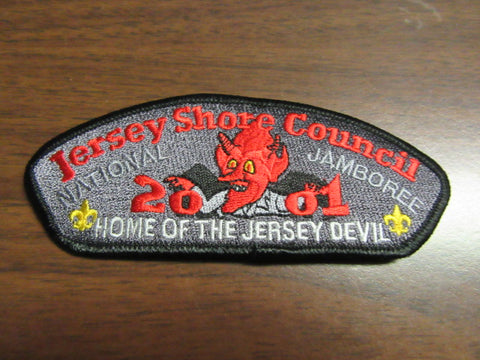 Jersey Shore Council
NATIONAL JAMBOREE
2001
HOME OF THE JERSEY DEVIL